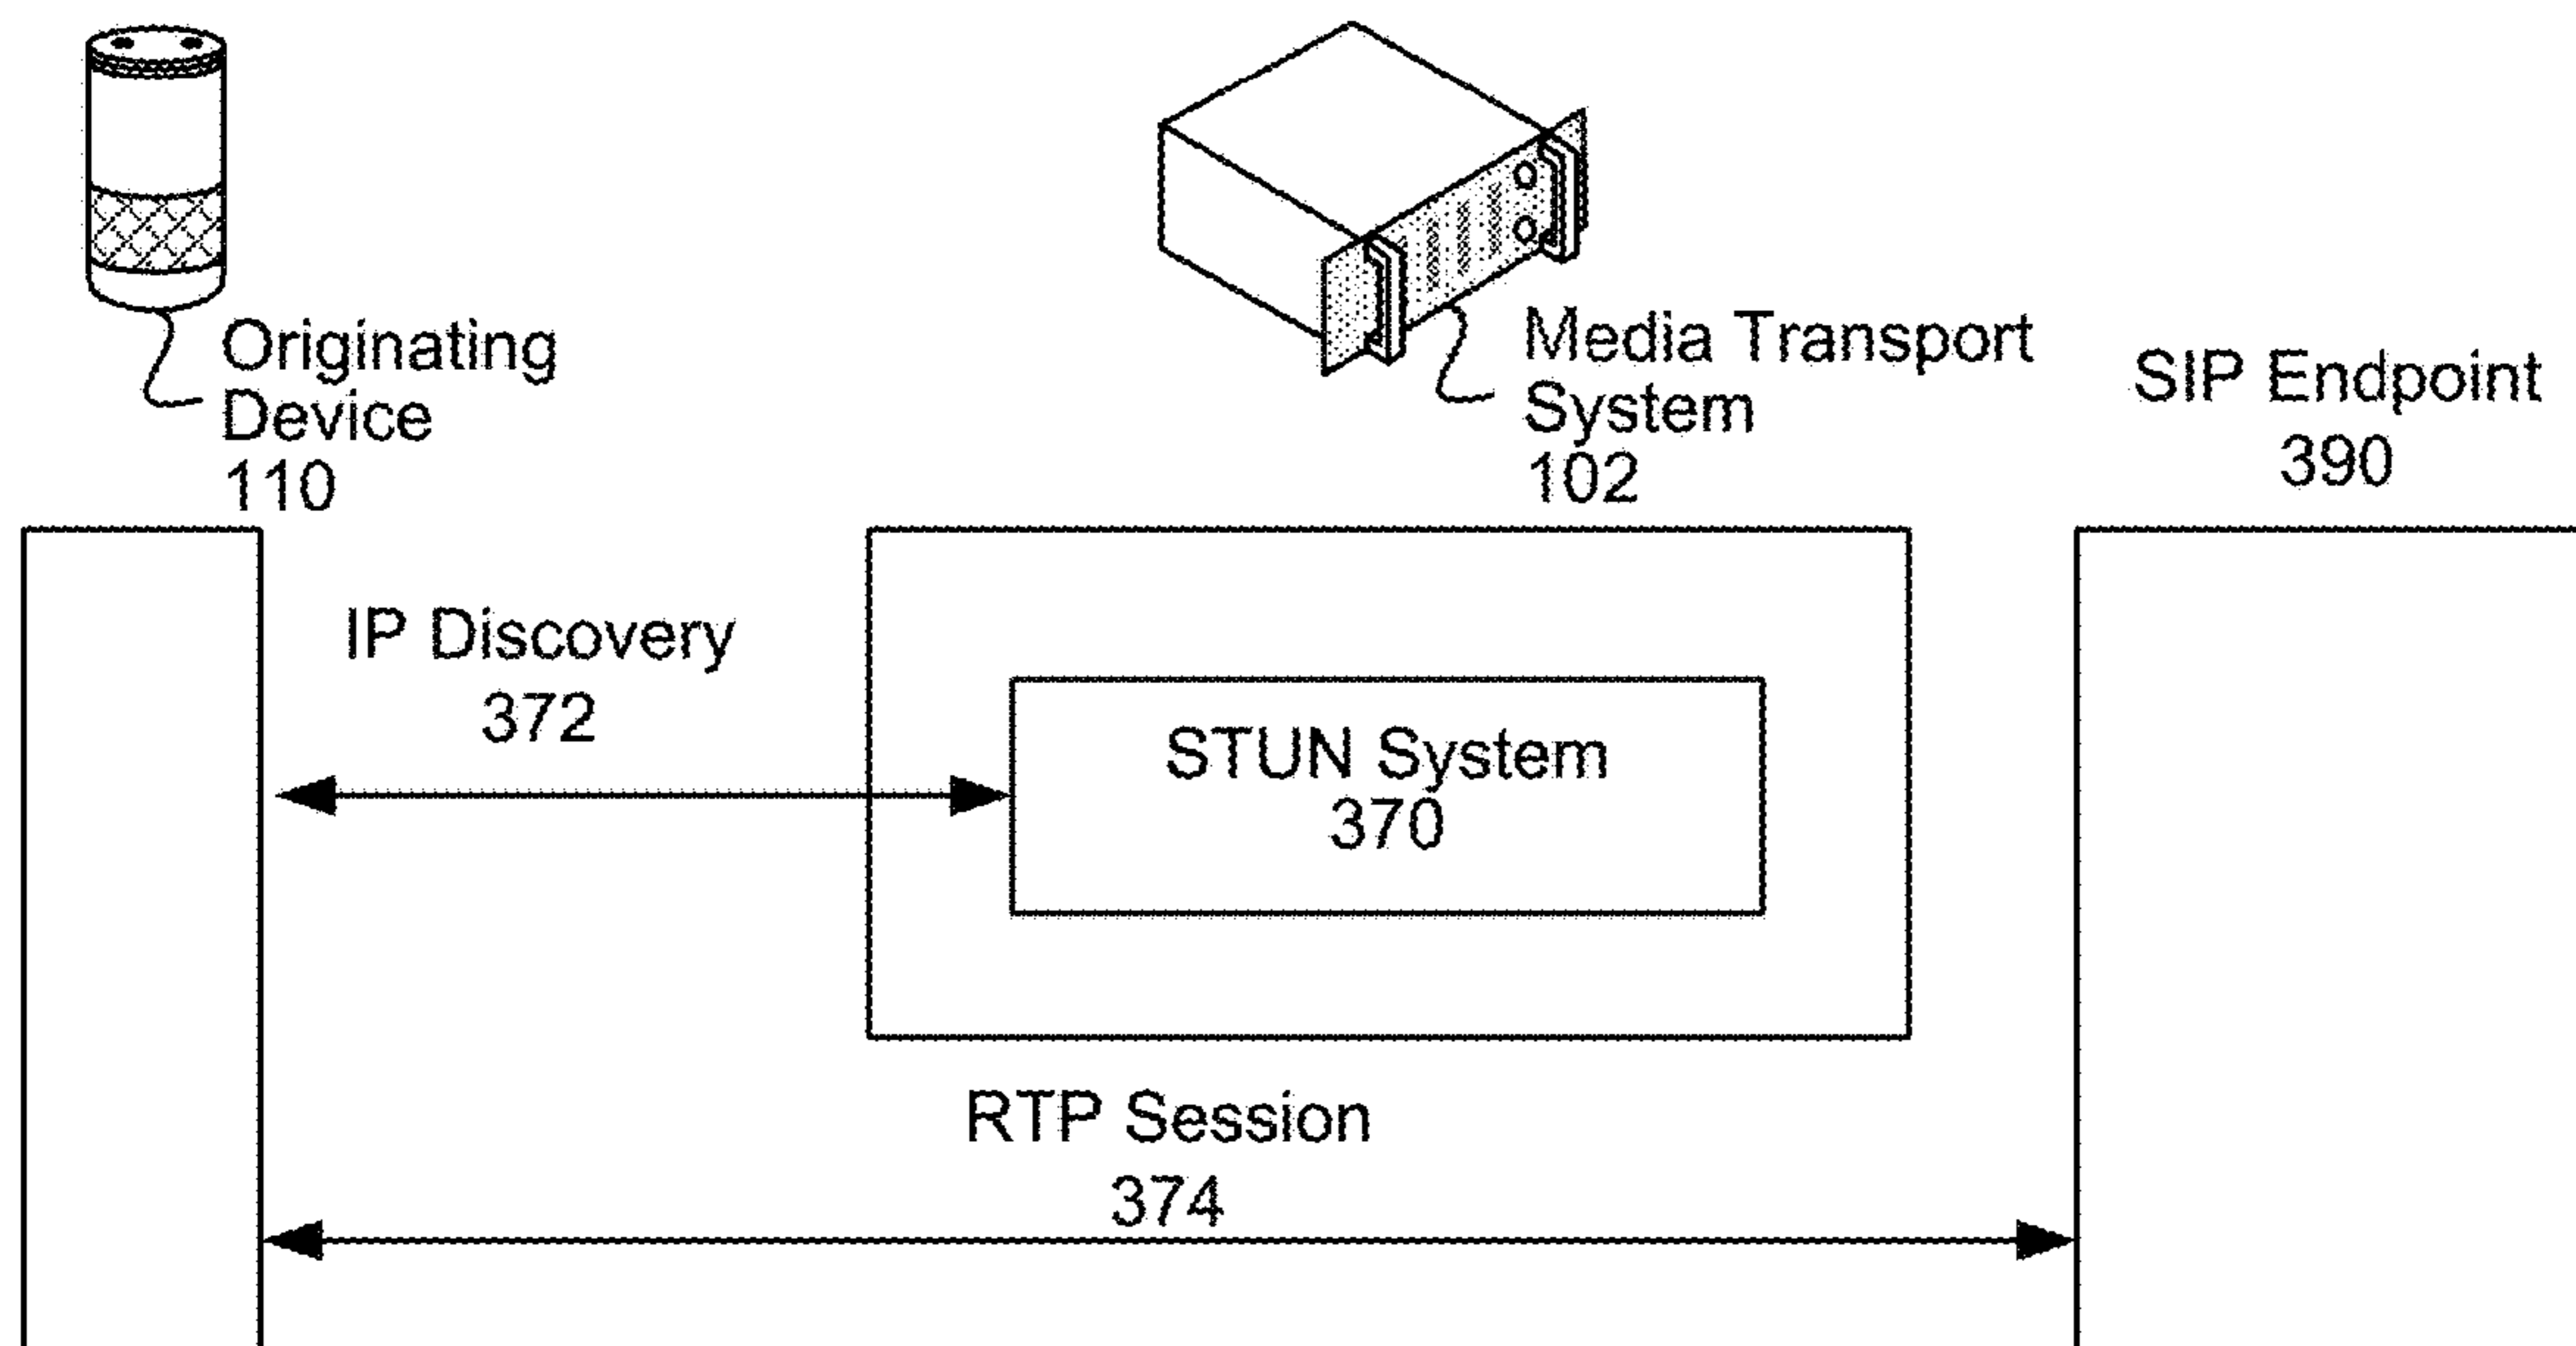 Originating
Device
110
Media Transport
System
102
SIP Endpoint
390
IP Discovery
372
STUN System
370
RTP Session
374